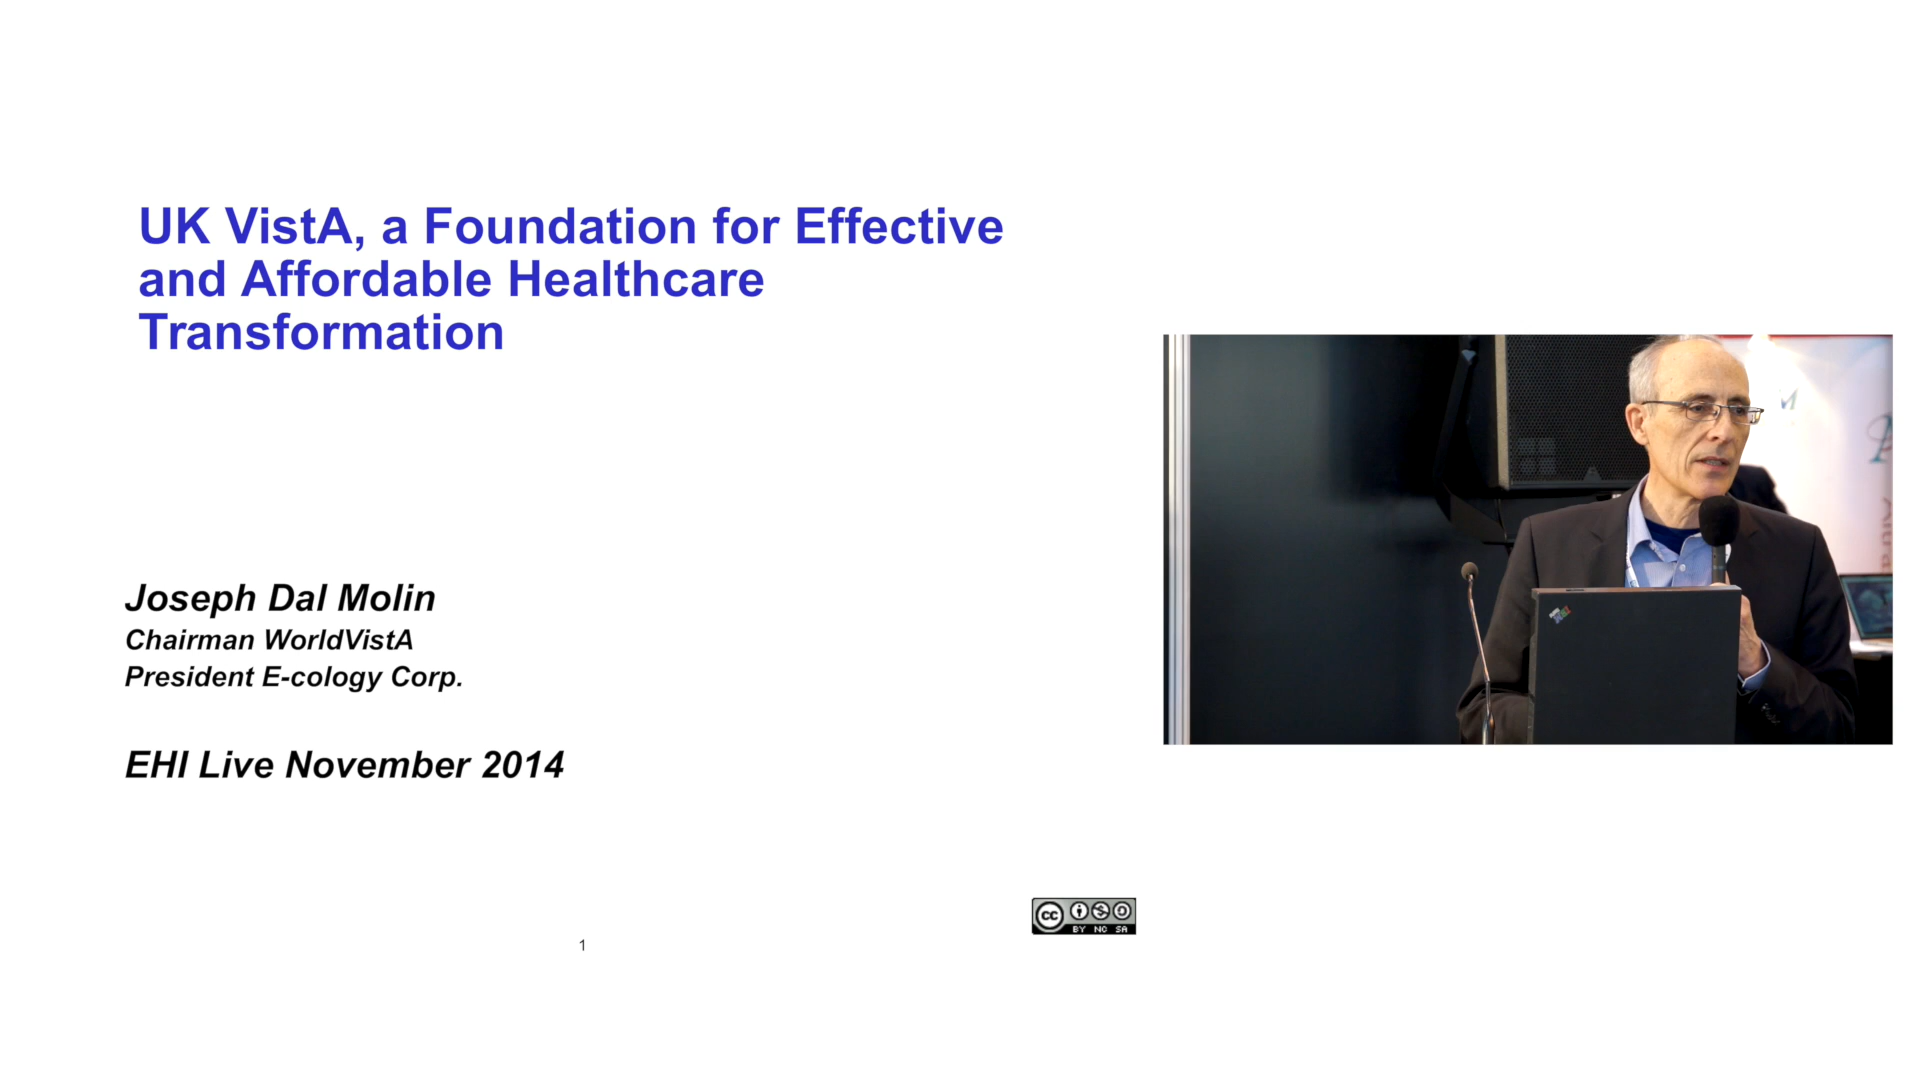 UK VistA, a Foundation for Effective
and Affordable Healthcare
Transformation
Joseph Dal Molin
Chairman WorldVistA
President E-cology Corp.
EHI Live November 2014
cc
BY NC SA
1